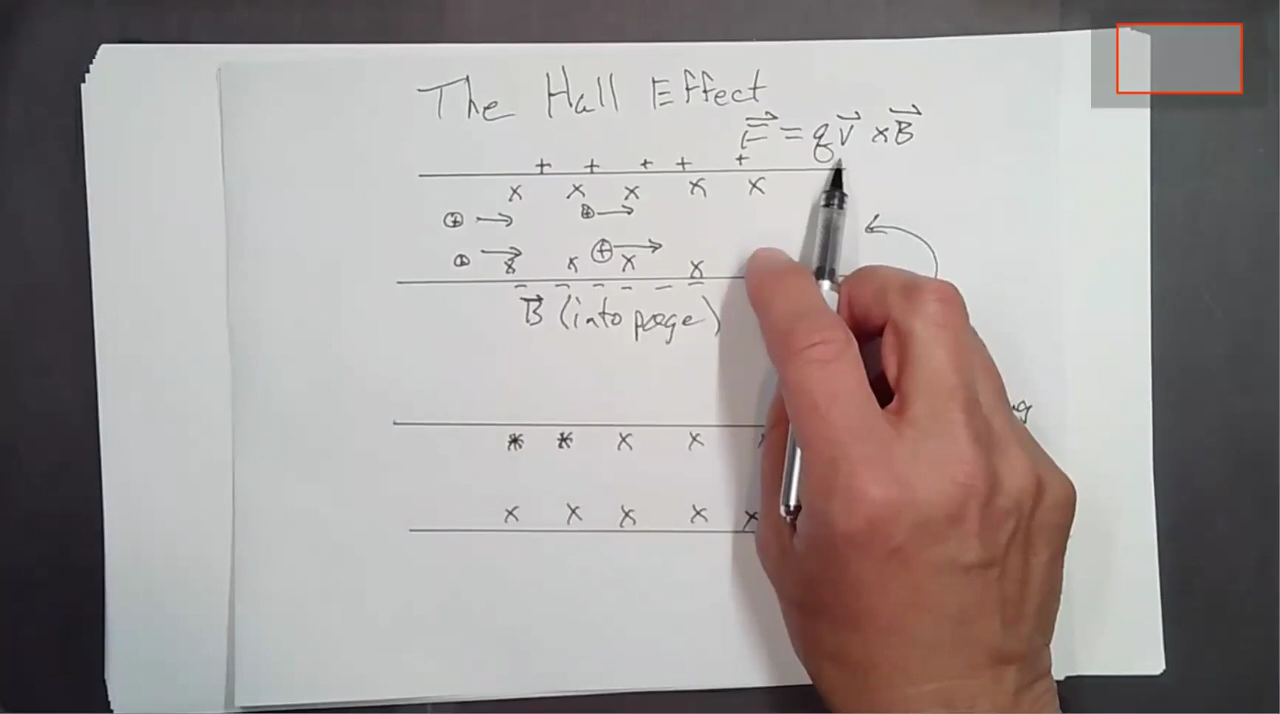 The Hall Effect
F = qv x B
+ + + + +
x x x x x
+ → + →
+ → + →
x x x x
- - - - - -
B (into page)
* * x x
x x x x x